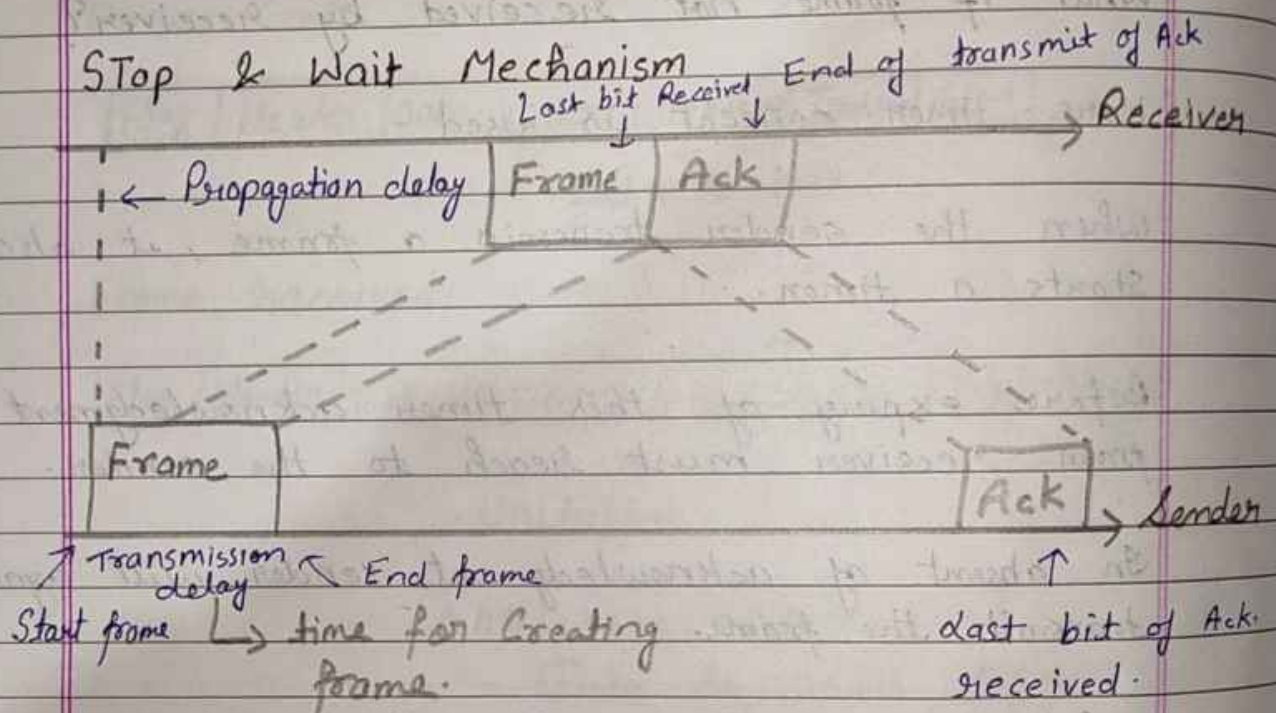 STop & Wait Mechanism
Last bit Received
End of transmit of Ack
Receiver
← Propagation delay
Frame
Ack
Frame
Ack
Sender
Transmission delay
End frame
Start frame
time for Creating
frame.
Last bit of Ack.
received.